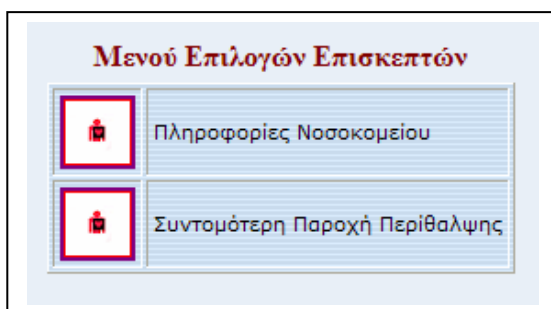 Μενού Επιλογών Επισκεπτών
Πληροφορίες Νοσοκομείου
Συντομότερη Παροχή Περίθαλψης